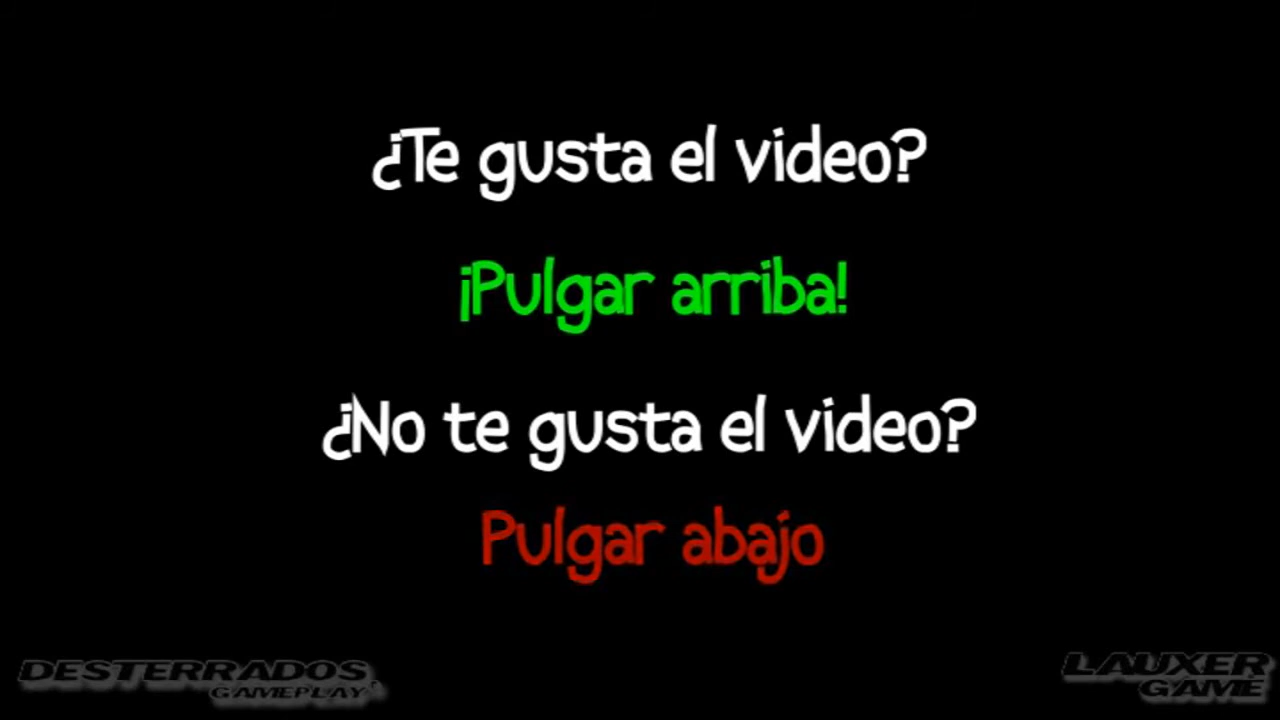 ¿Te gusta el video?
¡Pulgar arriba!
¿No te gusta el video?
Pulgar abajo
DESTERRADOS
GAMEPLAY
LAUXER
GAME